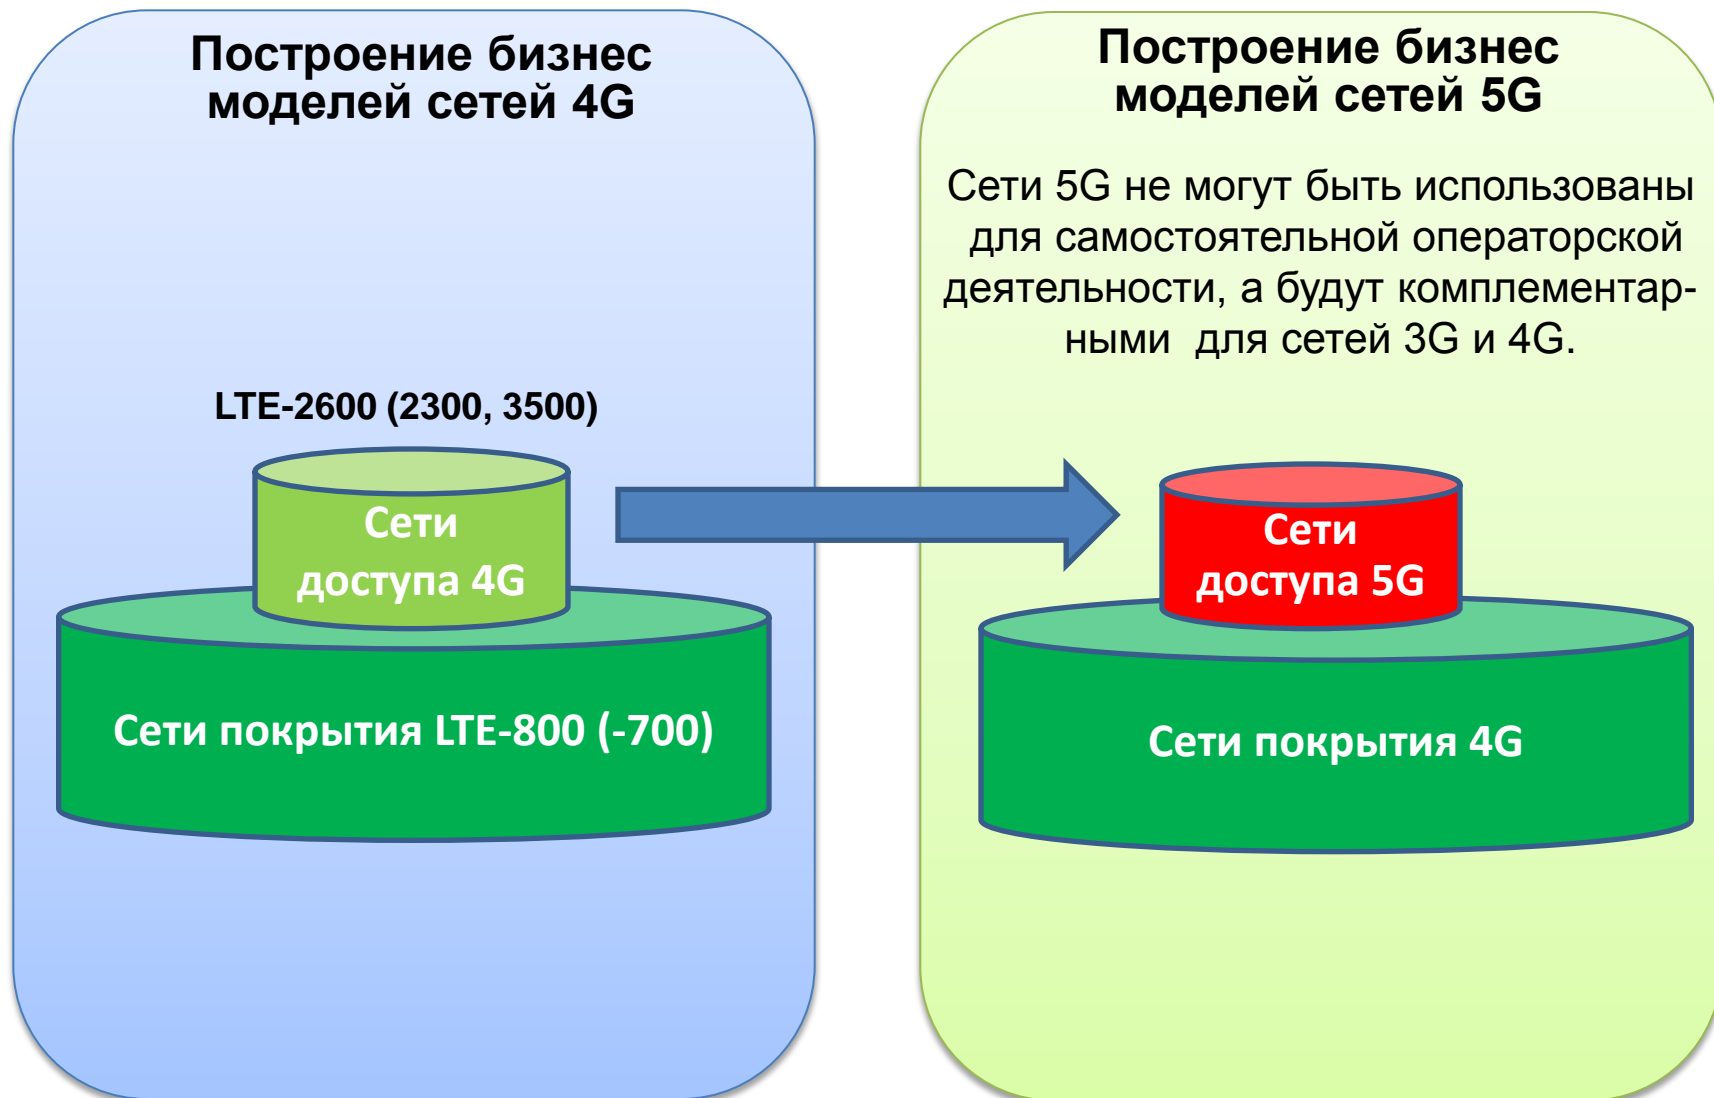 Построение бизнес
моделей сетей 4G
LTE-2600 (2300, 3500)
Сети
доступа 4G
Сети покрытия LTE-800 (-700)
Построение бизнес
моделей сетей 5G
Сети 5G не могут быть использованы
для самостоятельной операторской
деятельности, а будут комплементар-
ными для сетей 3G и 4G.
Сети
доступа 5G
Сети покрытия 4G